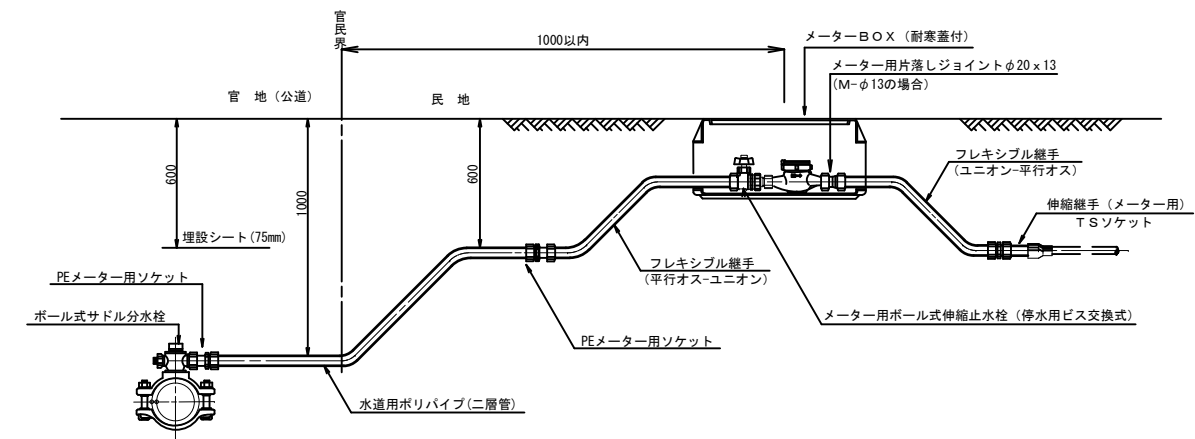 官民界
1000以内
メーターBOX（耐寒蓋付）
メーター用片落しジョイントφ20ｘ13
(M-φ13の場合)
官 地（公道）
民 地
600
1000
600
フレキシブル継手
(ユニオン-平行オス)
伸縮継手（メーター用）
ＴＳソケット
埋設シート(75mm)
フレキシブル継手
(平行オス-ユニオン)
PEメーター用ソケット
ボール式サドル分水栓
メーター用ボール式伸縮止水栓（停水用ビス交換式）
PEメーター用ソケット
水道用ポリパイプ(二層管)